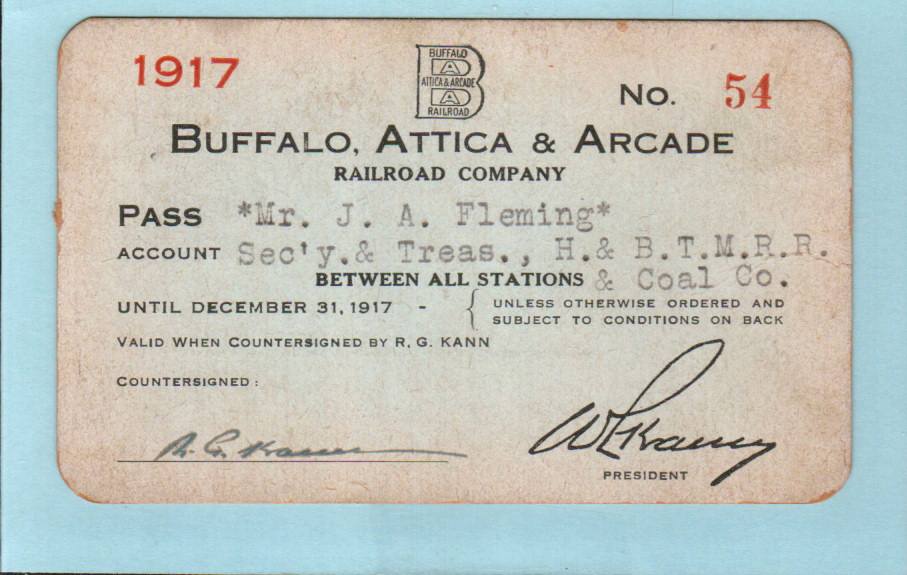 1917
BUFFALO
A
ATTICA & ARCADE
A
RAILROAD
No. 54
BUFFALO, ATTICA & ARCADE
RAILROAD COMPANY
PASS *Mr. J. A. Fleming*
ACCOUNT Sec'y.& Treas., H.& B.T.M.R.R.
BETWEEN ALL STATIONS & Coal Co.
UNTIL DECEMBER 31, 1917 - { UNLESS OTHERWISE ORDERED AND
SUBJECT TO CONDITIONS ON BACK
VALID WHEN COUNTERSIGNED BY R. G. KANN
COUNTERSIGNED:
R. G. Kann
PRESIDENT